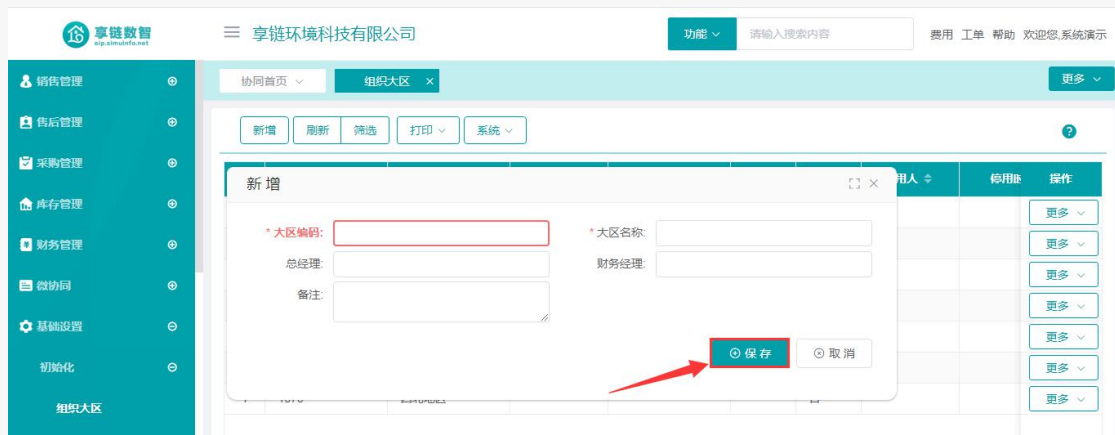 享链数智
oip.simuinfo.net
享链环境科技有限公司
功能
请输入搜索内容
费用 工单 帮助 欢迎您,系统演示
销售管理
售后管理
采购管理
库存管理
财务管理
微协同
基础设置
初始化
组织大区
协同首页
组织大区 ×
更多
新增 刷新 筛选 打印 系统
用人
停用
操作
新增
* 大区编码:
* 大区名称:
总经理:
财务经理:
备注:
保存
取消
更多
更多
更多
更多
更多
更多
更多